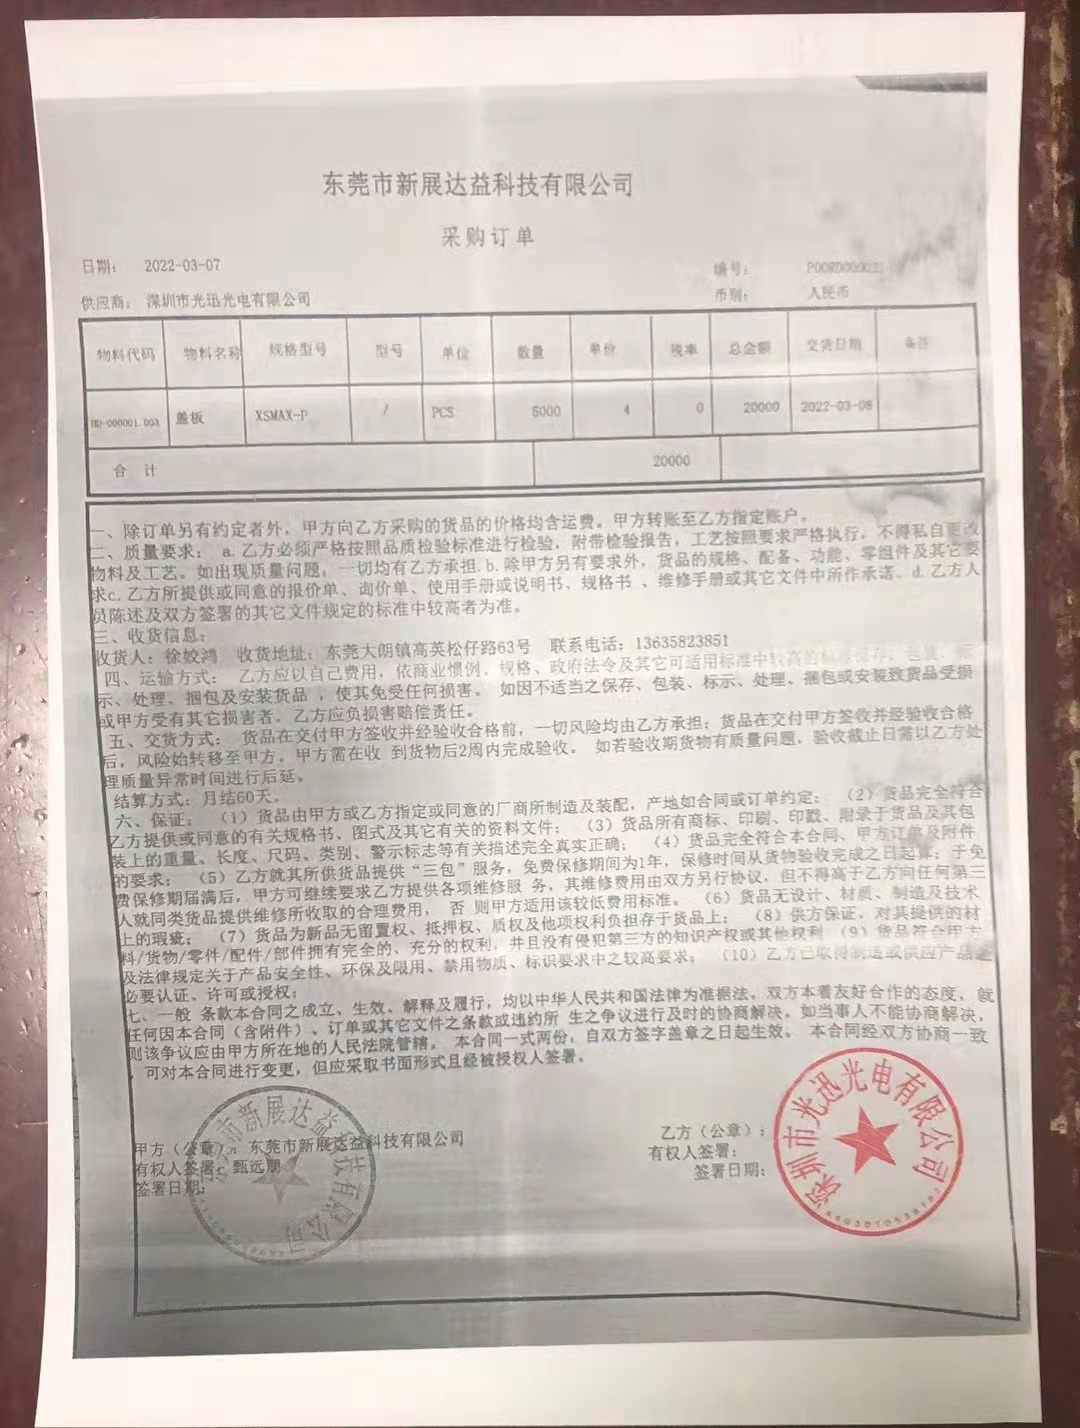 东莞市新展达益科技有限公司
采购订单
日期： 2022-03-07
编号： POORD000002
供应商： 深圳市光迅光电有限公司
币别： 人民币
物料代码 物料名称 规格型号 型号 单位 数量 单价 税率 总金额 交货日期 备注
盖板 XSMAX-P / PCS 5000 4 0 20000 2022-03-08
合 计 20000
一、除订单另有约定者外，甲方向乙方采购的货品的价格均含运费。甲方转账至乙方指定账户。
二、质量要求： a.乙方必须严格按照品质检验标准进行检验，附带检验报告，工艺按照要求严格执行，不得私自更改
物料及工艺。如出现质量问题，一切均有乙方承担.b.除甲方另有要求外，货品的规格、配备、功能、零组件及其它要
求c.乙方所提供或同意的报价单、询价单、使用手册或说明书、规格书 、维修手册或其它文件中所作承诺、d.乙方人
员陈述及双方签署的其它文件规定的标准中较高者为准。
三、收货信息：
收货人：徐姣鸿 收货地址：东莞大朗镇高英松仔路63号 联系电话：13635823851
四、运输方式： 乙方应以自己费用，依商业惯例、规格、政府法令及其它可适用标准中较高的标准保存，包装、标
示、处理、捆包及安装货品 ，使其免受任何损害。 如因不适当之保存、包装、标示、处理、捆包或安装致货品受损
或甲方受有其它损害者。乙方应负损害赔偿责任。
五、交货方式： 货品在交付甲方签收并经验收合格前，一切风险均由乙方承担；货品在交付甲方签收并经验收合格
后，风险始转移至甲方。甲方需在收 到货物后2周内完成验收。 如若验收期货物有质量问题，验收截止日需以乙方处
理质量异常时间进行后延。
结算方式：月结60天。
六、保证： （1）货品由甲方或乙方指定或同意的厂商所制造及装配，产地如合同或订单约定； （2）货品完全符合
乙方提供或同意的有关规格书、图式及其它有关的资料文件； （3）货品所有商标、印刷、印戳、附录于货品及其包
装上的重量、长度、尺码、类别、警示标志等有关描述完全真实正确； （4）货品完全符合本合同、甲方订单及附件
的要求； （5）乙方就其所供货品提供“三包”服务，免费保修期间为1年，保修时间从货物验收完成之日起算；于免
费保修期届满后，甲方可继续要求乙方提供各项维修服 务，其维修费用由双方另行协议，但不得高于乙方向任何第三
人就同类货品提供维修所收取的合理费用， 否 则甲方适用该较低费用标准。 （6）货品无设计、材质、制造及技术
上的瑕疵； （7）货品为新品无留置权、抵押权、质权及他项权利负担存于货品上； （8）供方保证，对其提供的材
料/货物/零件/配件/部件拥有完全的、充分的权利，并且没有侵犯第三方的知识产权或其他权利 （9）货品符合甲方
及法律规定关于产品安全性、环保及限用、禁用物质、标识要求中之较高要求； （10）乙方已取得制造或供应产品之
必要认证、许可或授权；
七、一般 条款本合同之成立、生效、解释及履行，均以中华人民共和国法律为准据法。双方本着友好合作的态度，就
任何因本合同（含附件）、订单或其它文件之条款或违约所 生之争议进行及时的协商解决。如当事人不能协商解决，
则该争议应由甲方所在地的人民法院管辖。 本合同一式两份，自双方签字盖章之日起生效。 本合同经双方协商一致
，可对本合同进行变更，但应采取书面形式且经被授权人签署。
甲方（公章）：东莞市新展达益科技有限公司
乙方（公章）：
有权人签署：甄远朋
有权人签署：
签署日期：
签署日期：
深圳市光迅光电有限公司